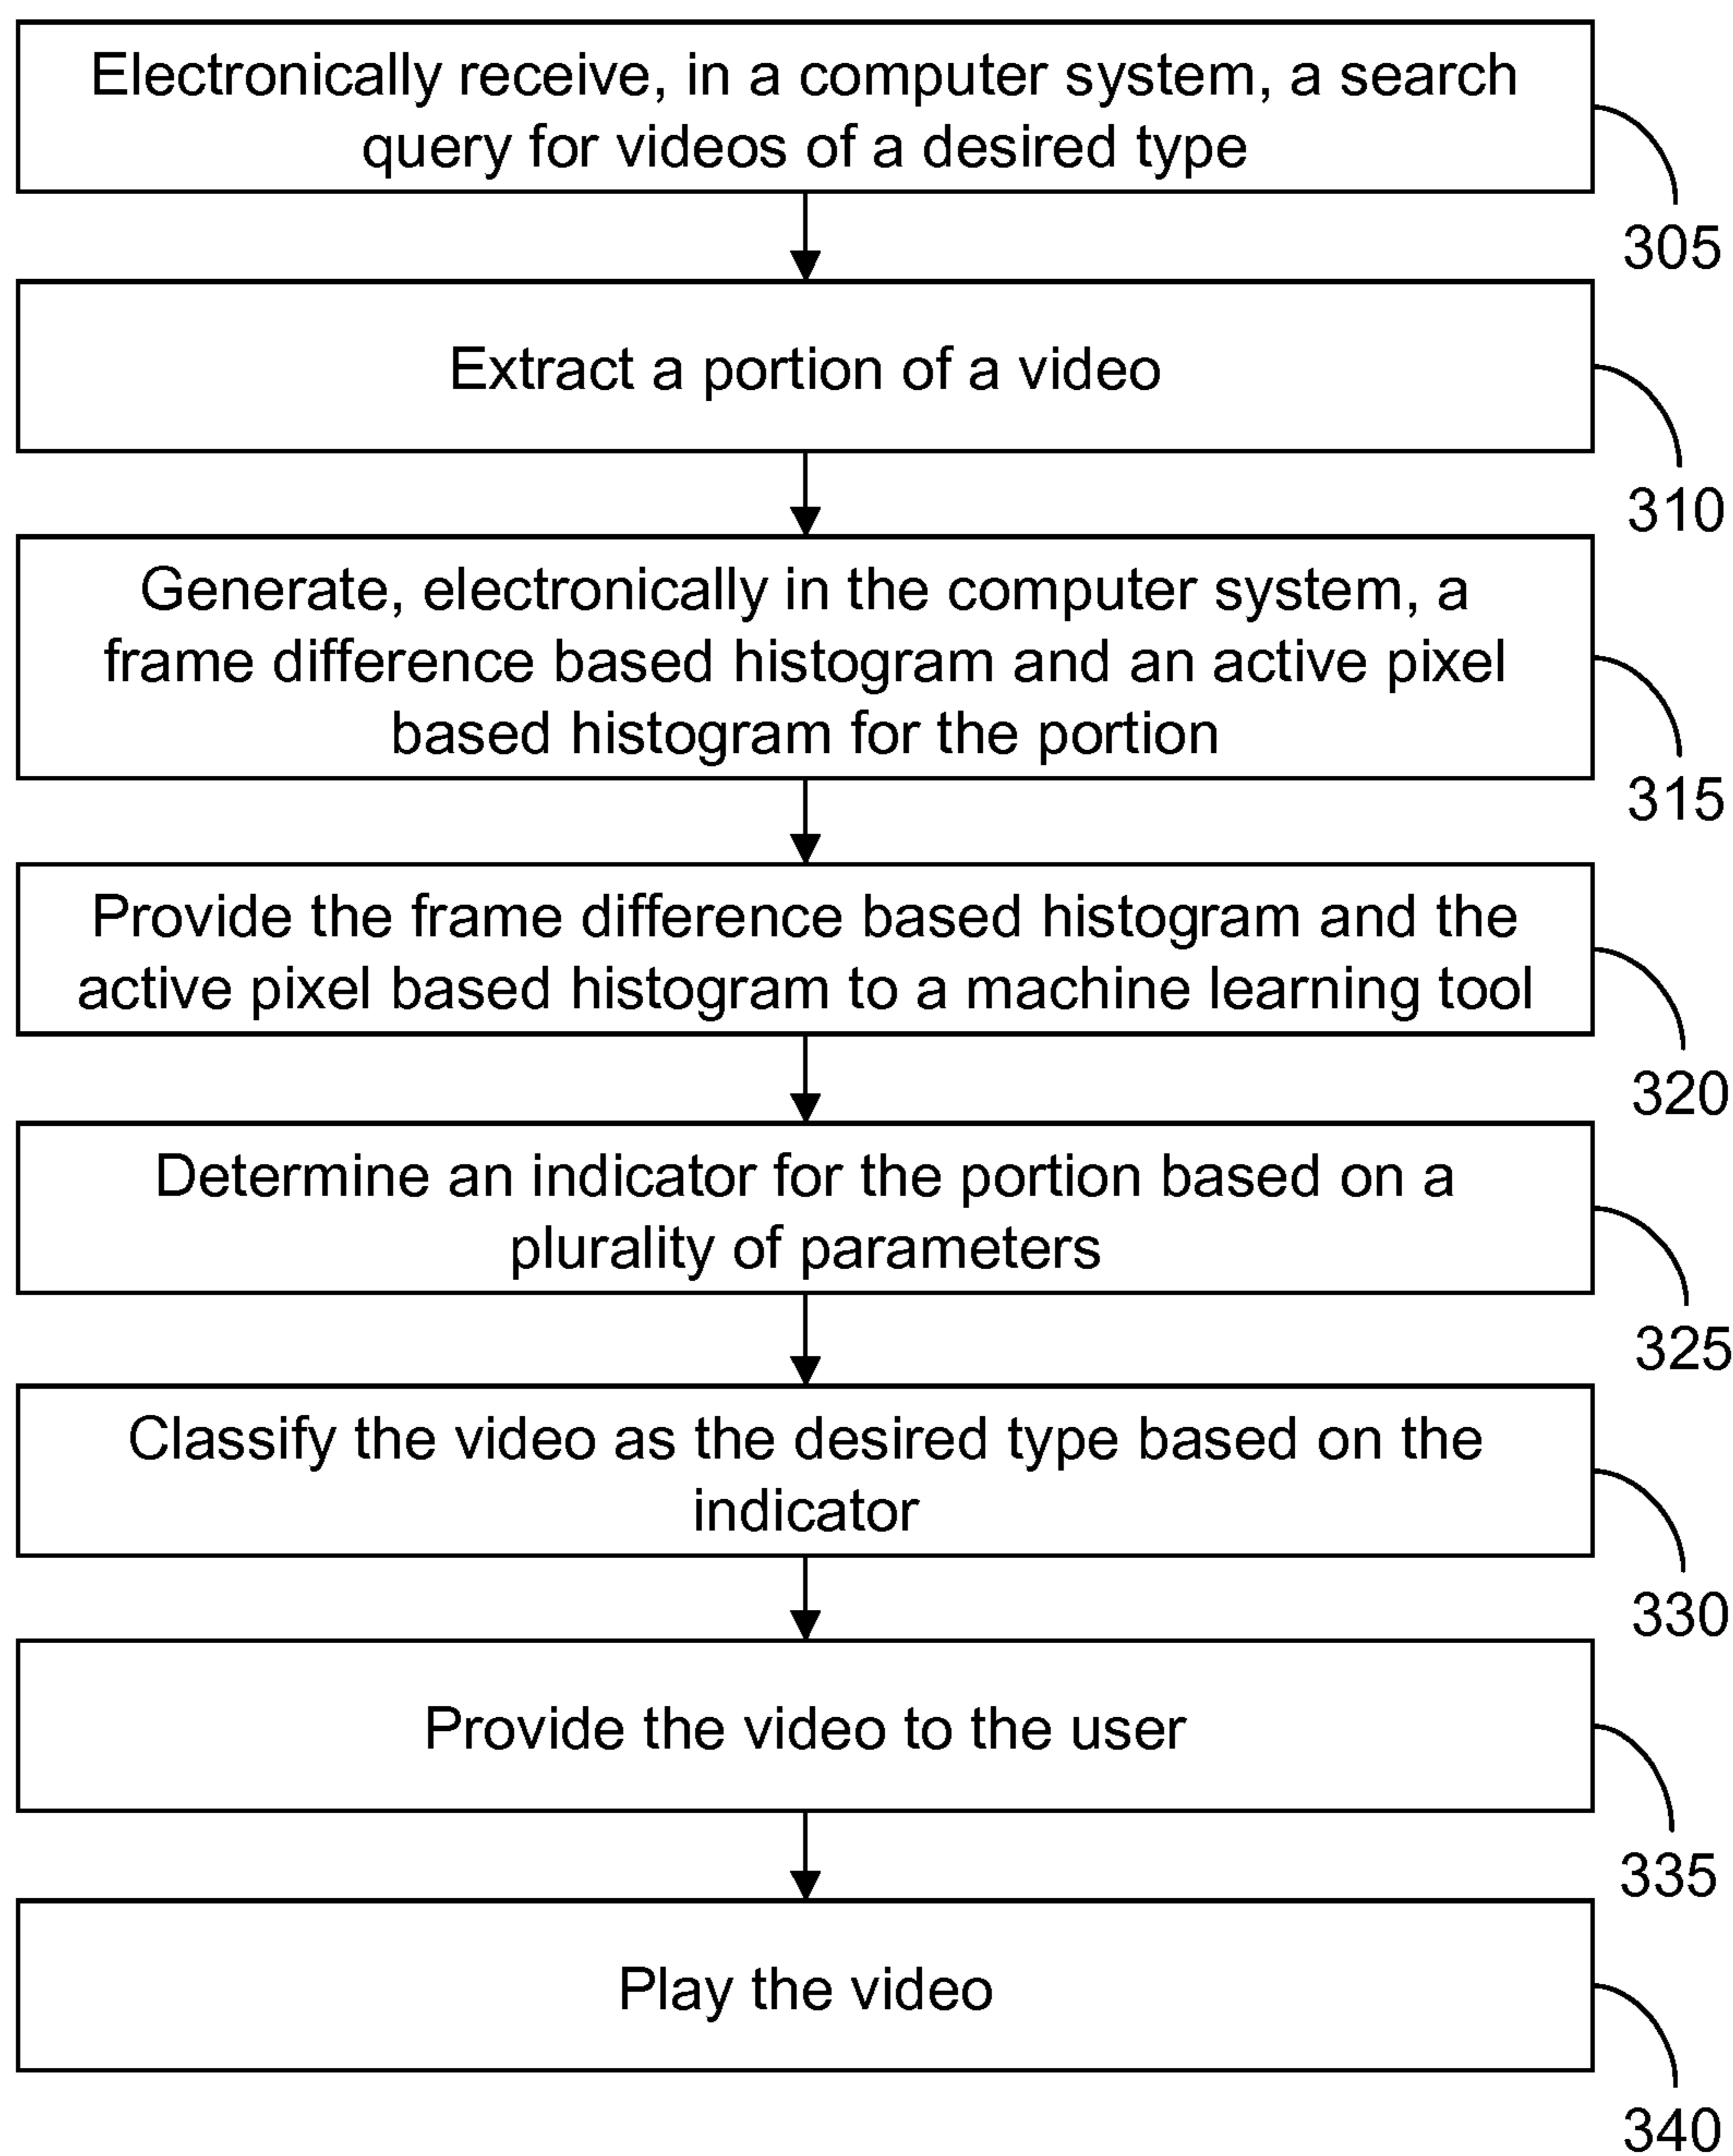 Electronically receive, in a computer system, a search
query for videos of a desired type
305
Extract a portion of a video
310
Generate, electronically in the computer system, a
frame difference based histogram and an active pixel
based histogram for the portion
315
Provide the frame difference based histogram and the
active pixel based histogram to a machine learning tool
320
Determine an indicator for the portion based on a
plurality of parameters
325
Classify the video as the desired type based on the
indicator
330
Provide the video to the user
335
Play the video
340